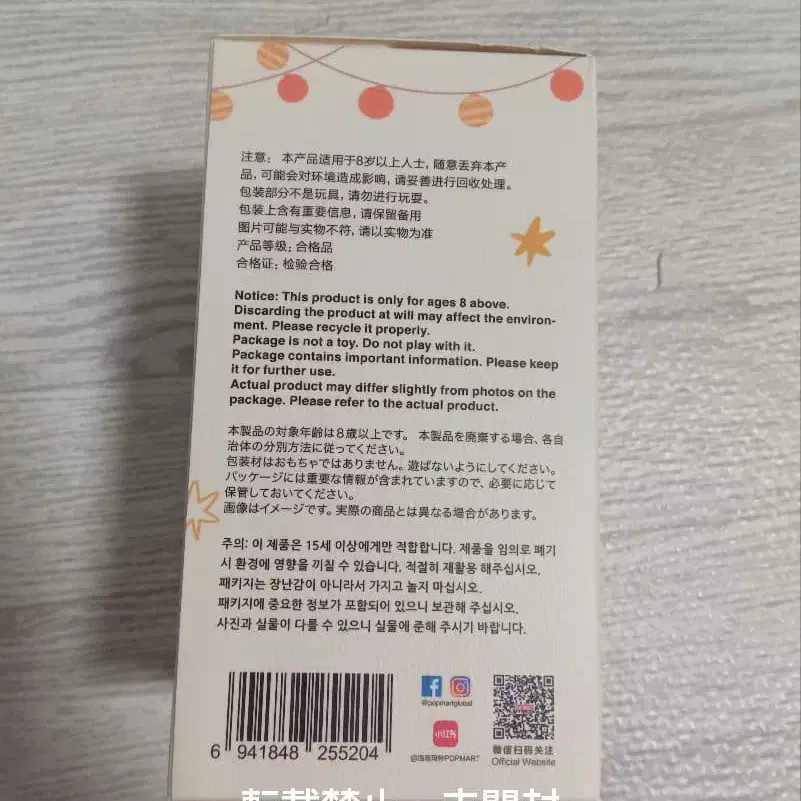 注意：本产品适用于8岁以上人士，随意丢弃本产
品，可能会对环境造成影响，请妥善进行回收处理。
包装部分不是玩具，请勿进行玩耍。
包装上含有重要信息，请保留备用
图片可能与实物不符，请以实物为准
产品等级：合格品
合格证：检验合格
Notice: This product is only for ages 8 above.
Discarding the product at will may affect the environ-
ment. Please recycle it properly.
Package is not a toy. Do not play with it.
Package contains important information. Please keep
it for further use.
Actual product may differ slightly from photos on the
package. Please refer to the actual product.
本製品の対象年齢は8歳以上です。 本製品を廃棄する場合、各自
治体の分別方法に従ってください。
包装材はおもちゃではありません。遊ばないようにしてください。
パッケージには重要な情報が含まれていますので、必要に応じて
保管しておいてください。
画像はイメージです。実際の商品とは異なる場合があります。
주의: 이 제품은 15세 이상에게만 적합합니다. 제품을 임의로 폐기
시 환경에 영향을 끼칠 수 있습니다. 적절히 재활용 해주십시오.
패키지는 장난감이 아니라서 가지고 놀지 마십시오.
패키지에 중요한 정보가 포함되어 있으니 보관해 주십시오.
사진과 실물이 다를 수 있으니 실물에 준해 주시기 바랍니다.
@popmartglobal
小红书
@泡泡玛特POPMART
微信扫码关注
Official Website
6 941848 255204
転載禁止 未開封